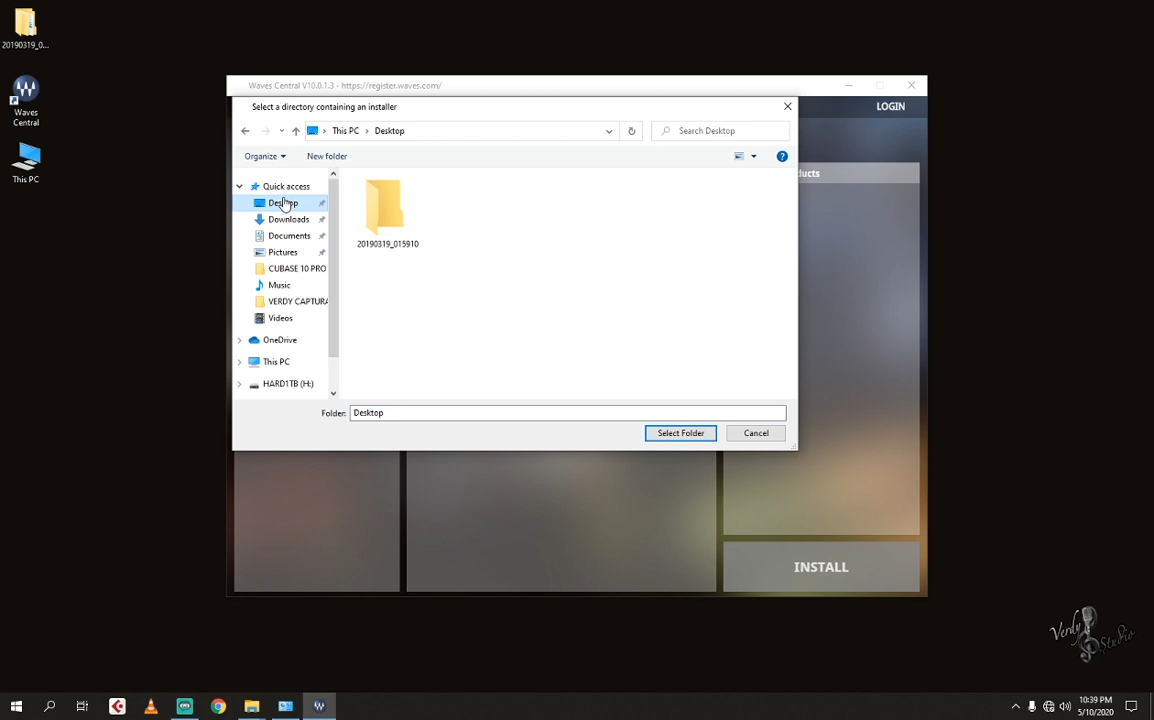 20190319_0...
Waves
Central
This PC
Waves Central V10.0.1.3 - https://register.waves.com/
Select a directory containing an installer
LOGIN
This PC
Desktop
Search Desktop
Organize
New folder
ducts
Quick access
Desktop
Downloads
Documents
Pictures
CUBASE 10 PRO
Music
VERDY CAPTURA
Videos
OneDrive
This PC
HARD1TB (H:)
20190319_015910
Folder:
Desktop
Select Folder
Cancel
INSTALL
Verdy Studio
10:39 PM
5/10/2020